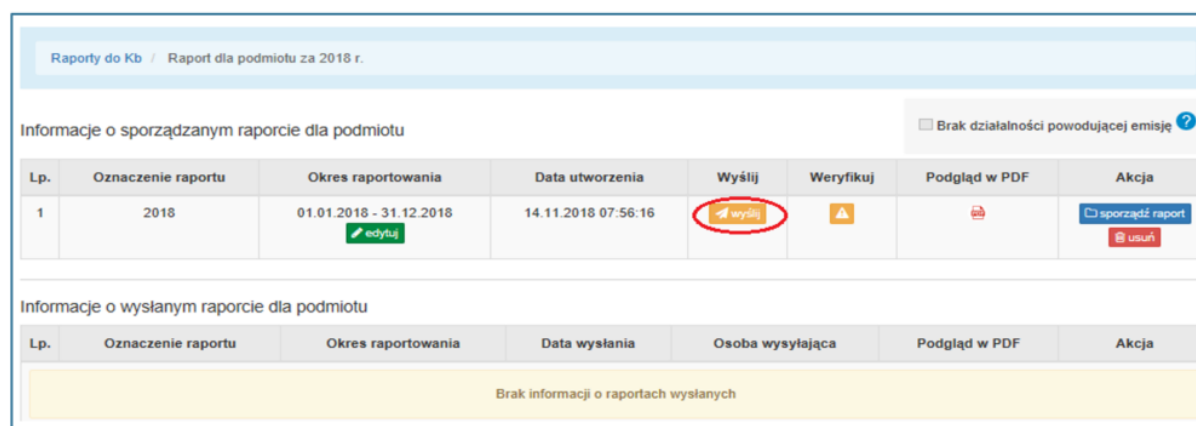 Raporty do Kb / Raport dla podmiotu za 2018 r.
Informacje o sporządzanym raporcie dla podmiotu
Brak działalności powodującej emisję ?
Lp. Oznaczenie raportu Okres raportowania Data utworzenia Wyślij Weryfikuj Podgląd w PDF Akcja
1 2018 01.01.2018 - 31.12.2018 14.11.2018 07:56:16 wyślij sporządź raport
edytuj usuń
Informacje o wysłanym raporcie dla podmiotu
Lp. Oznaczenie raportu Okres raportowania Data wysłania Osoba wysyłająca Podgląd w PDF Akcja
Brak informacji o raportach wysłanych